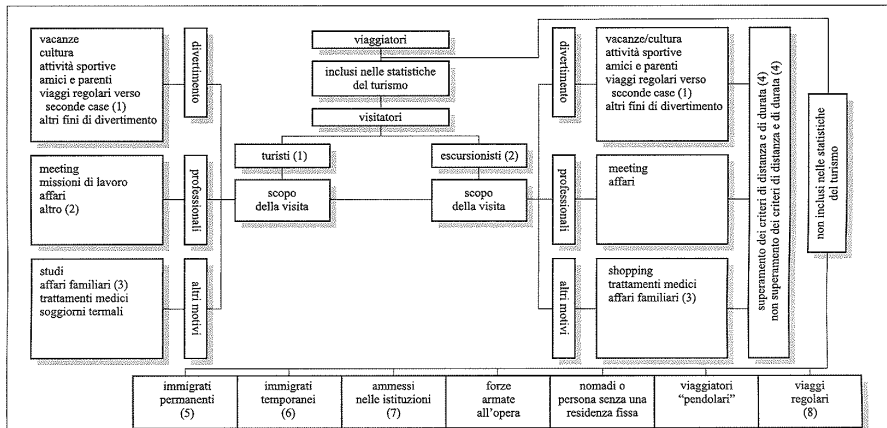 viaggiatori
inclusi nelle statistiche
del turismo
visitatori
turisti (1)
escursionisti (2)
scopo
della visita
scopo
della visita
vacanze
cultura
attività sportive
amici e parenti
viaggi regolari verso
seconde case (1)
altri fini di divertimento
divertimento
meeting
missioni di lavoro
affari
altro (2)
professionali
studi
affari familiari (3)
trattamenti medici
soggiorni termali
altri motivi
divertimento
vacanze/cultura
attività sportive
amici e parenti
viaggi regolari verso
seconde case (1)
altri fini di divertimento
professionali
meeting
affari
altri motivi
shopping
trattamenti medici
affari familiari (3)
superamento dei criteri di distanza e di durata (4)
non superamento dei criteri di distanza e di durata (4)
non inclusi nelle statistiche
del turismo
immigrati
permanenti
(5)
immigrati
temporanei
(6)
ammessi
nelle istituzioni
(7)
forze
armate
all'opera
nomadi o
persona senza una
residenza fissa
viaggiatori
"pendolari"
viaggi
regolari
(8)